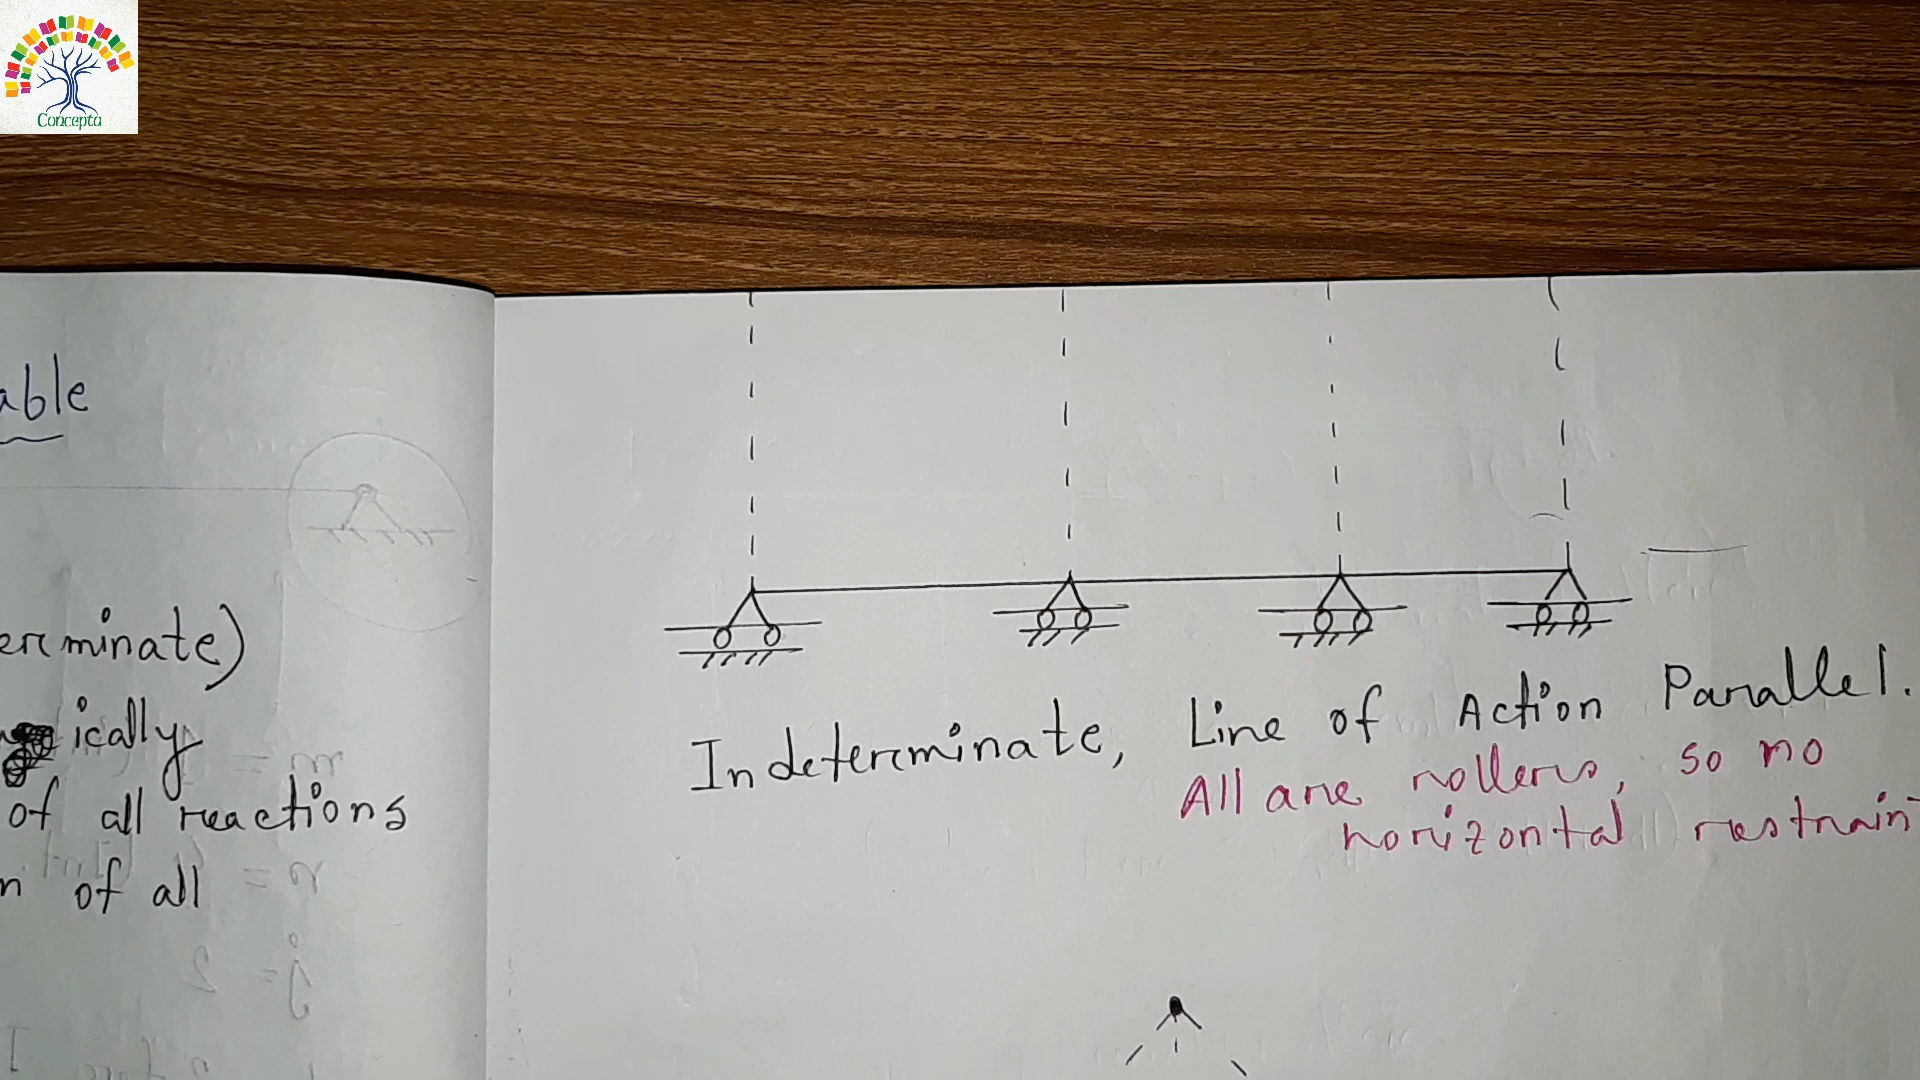 Concepta
able
erminate)
ically
of all reactions
n of all
Indeterminate, Line of Action Parallel.
All are rollers, so no
horizontal restraint